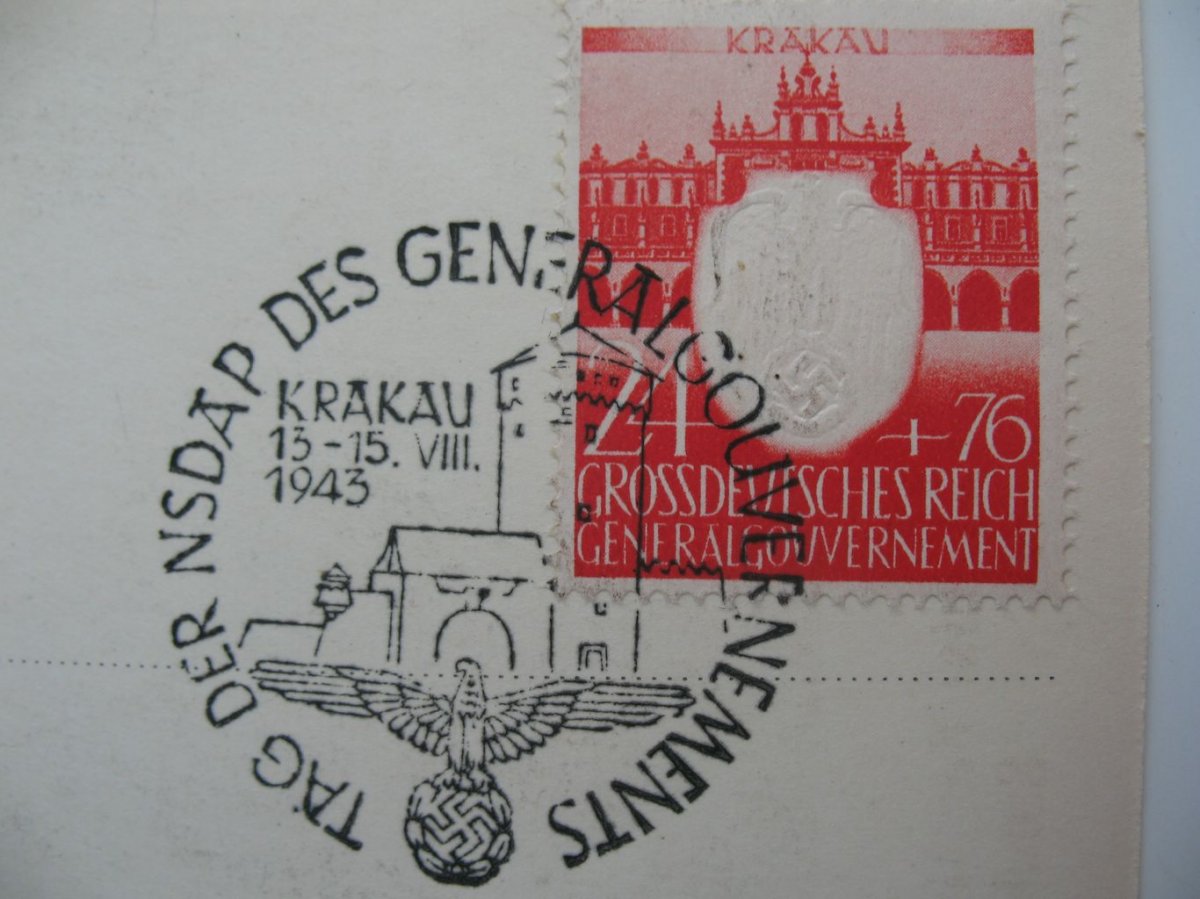 KRAKAU
24 + 76
GROSSDEUTSCHES REICH
GENERALGOUVERNEMENT
TAG DER NSDAP DES GENERALGOUVERNEMENTS
KRAKAU
13-15. VIII.
1943